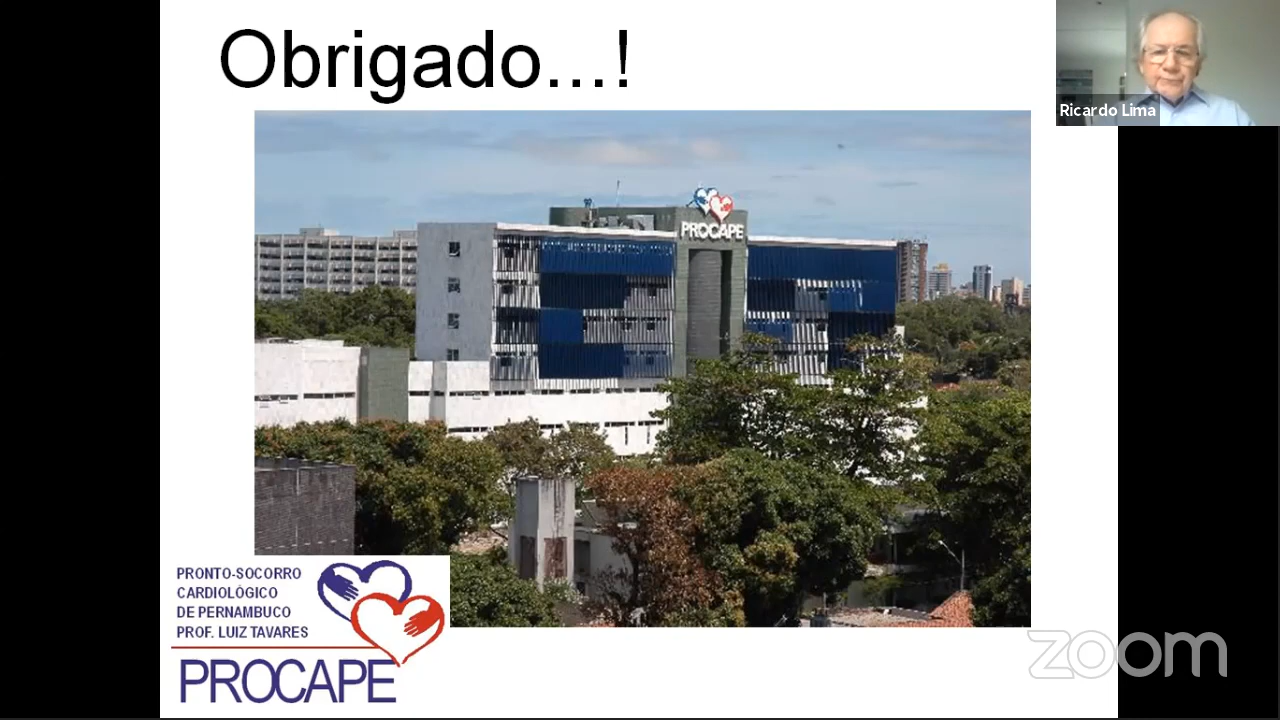 Obrigado...!
Ricardo Lima
PROCAPE
PRONTO-SOCORRO
CARDIOLÓGICO
DE PERNAMBUCO
PROF. LUIZ TAVARES
PROCAPE
zoom